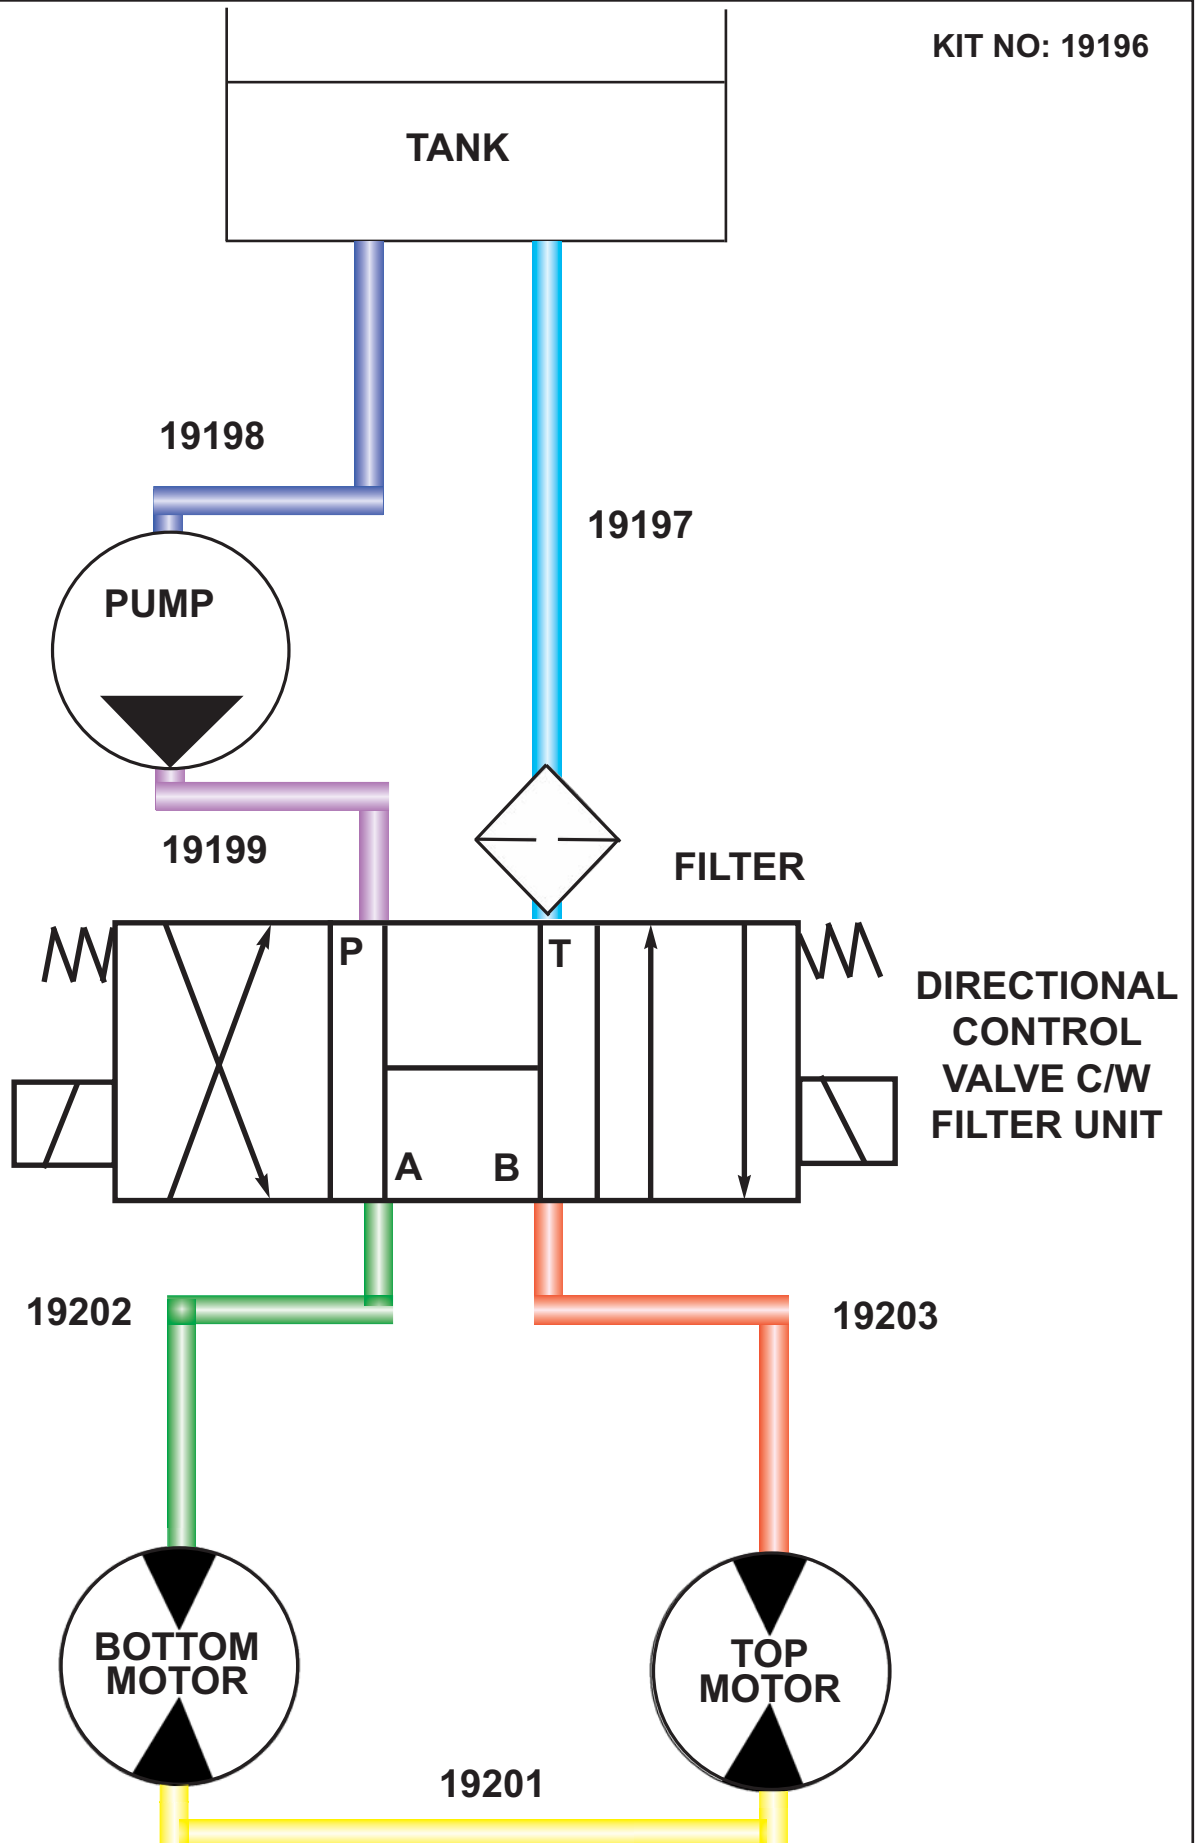 KIT NO: 19196
TANK
19198
19197
PUMP
19199
FILTER
P
T
DIRECTIONAL
CONTROL
VALVE C/W
FILTER UNIT
A
B
19202
19203
BOTTOM
MOTOR
TOP
MOTOR
19201